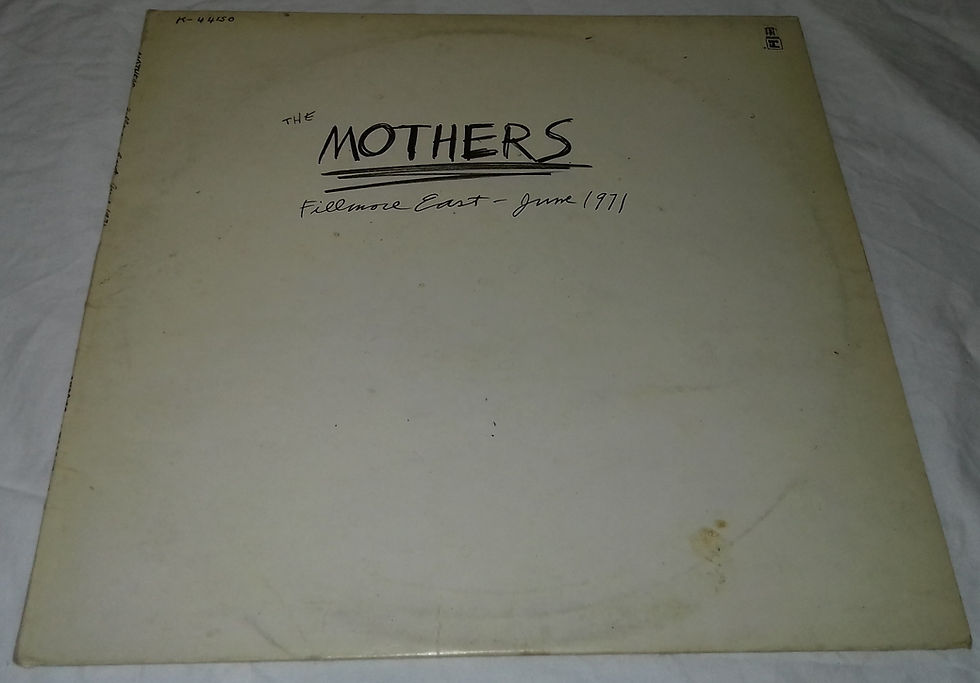 K-44150
THE
MOTHERS
Fillmore East - June 1971